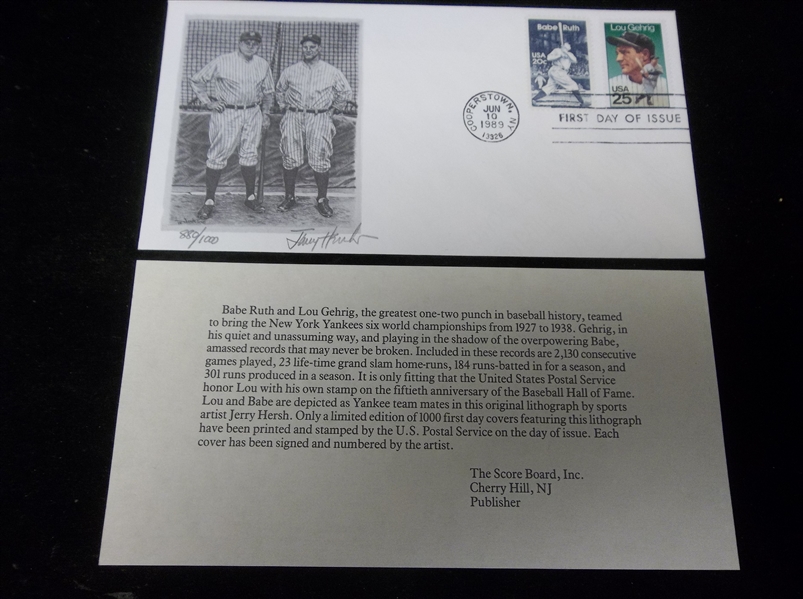 Babe Ruth
USA
20c
Lou Gehrig
USA
25
COOPERSTOWN, NY
JUN
10
1989
13326
FIRST DAY OF ISSUE
880/1000
Jerry Hersh
Babe Ruth and Lou Gehrig, the greatest one-two punch in baseball history, teamed
to bring the New York Yankees six world championships from 1927 to 1938. Gehrig, in
his quiet and unassuming way, and playing in the shadow of the overpowering Babe,
amassed records that may never be broken. Included in these records are 2,130 consecutive
games played, 23 life-time grand slam home-runs, 184 runs-batted in for a season, and
301 runs produced in a season. It is only fitting that the United States Postal Service
honor Lou with his own stamp on the fiftieth anniversary of the Baseball Hall of Fame.
Lou and Babe are depicted as Yankee team mates in this original lithograph by sports
artist Jerry Hersh. Only a limited edition of 1000 first day covers featuring this lithograph
have been printed and stamped by the U.S. Postal Service on the day of issue. Each
cover has been signed and numbered by the artist.
The Score Board, Inc.
Cherry Hill, NJ
Publisher